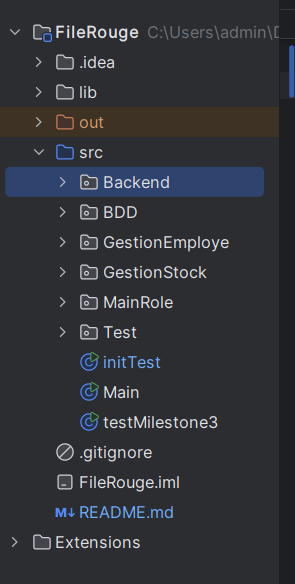 FileRouge C:\Users\admin\D
.idea
lib
out
src
Backend
BDD
GestionEmploye
GestionStock
MainRole
Test
initTest
Main
testMilestone3
.gitignore
FileRouge.iml
M↓ README.md
Extensions